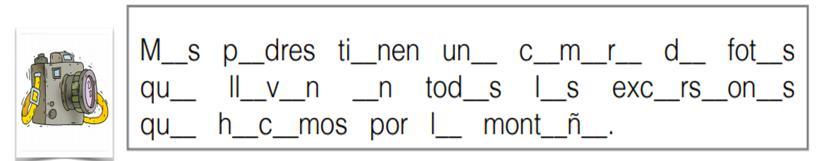 M__s p__dres ti__nen un__ c__m__r__ d__ fot__s
qu__ ll__v__n __n tod__s l__s exc__rs__on__s
qu__ h__c__mos por l__ mont__ñ__.